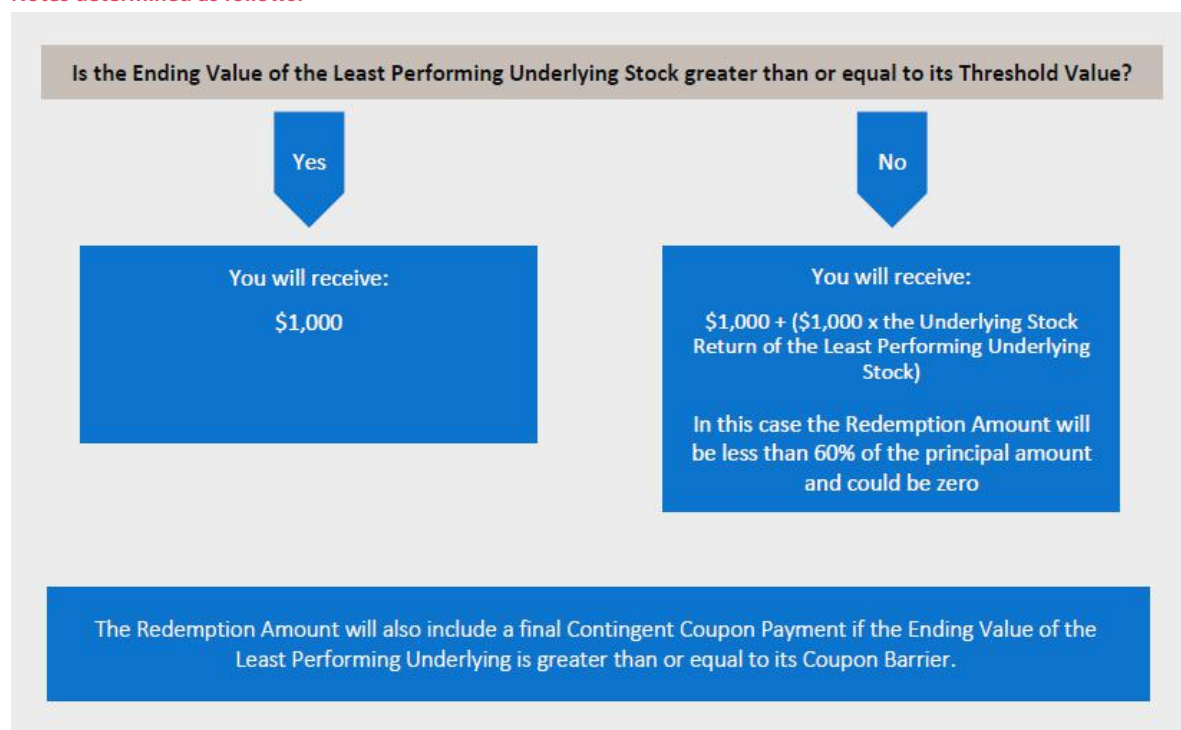 Notes determined as follows:
Is the Ending Value of the Least Performing Underlying Stock greater than or equal to its Threshold Value?
Yes
No
You will receive:
$1,000
You will receive:
$1,000 + ($1,000 x the Underlying Stock
Return of the Least Performing Underlying
Stock)
In this case the Redemption Amount will
be less than 60% of the principal amount
and could be zero
The Redemption Amount will also include a final Contingent Coupon Payment if the Ending Value of the
Least Performing Underlying is greater than or equal to its Coupon Barrier.